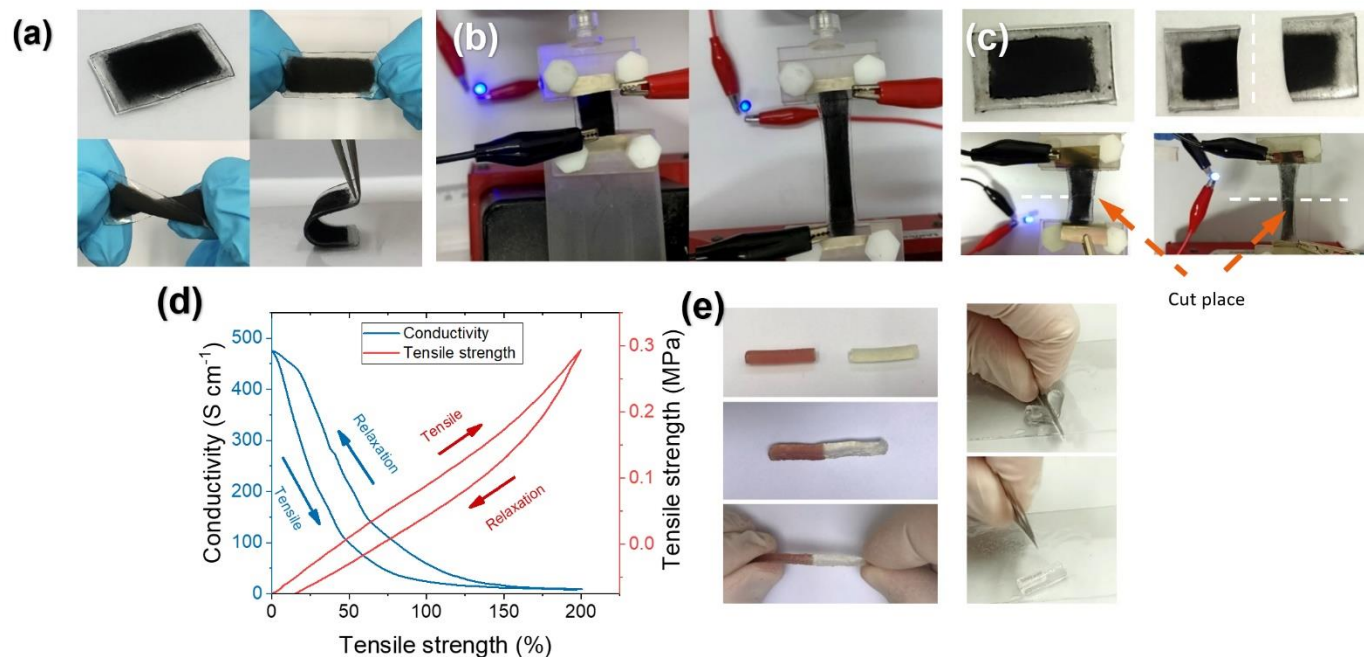 (a)
(b)
(c)
Cut place
(d)
Conductivity
Tensile strength
Conductivity (S cm⁻¹)
500
400
300
200
100
0
Tensile
Relaxation
Tensile
Relaxation
0.3
0.2
0.1
0.0
Tensile strength (MPa)
0
50
100
150
200
Tensile strength (%)
(e)